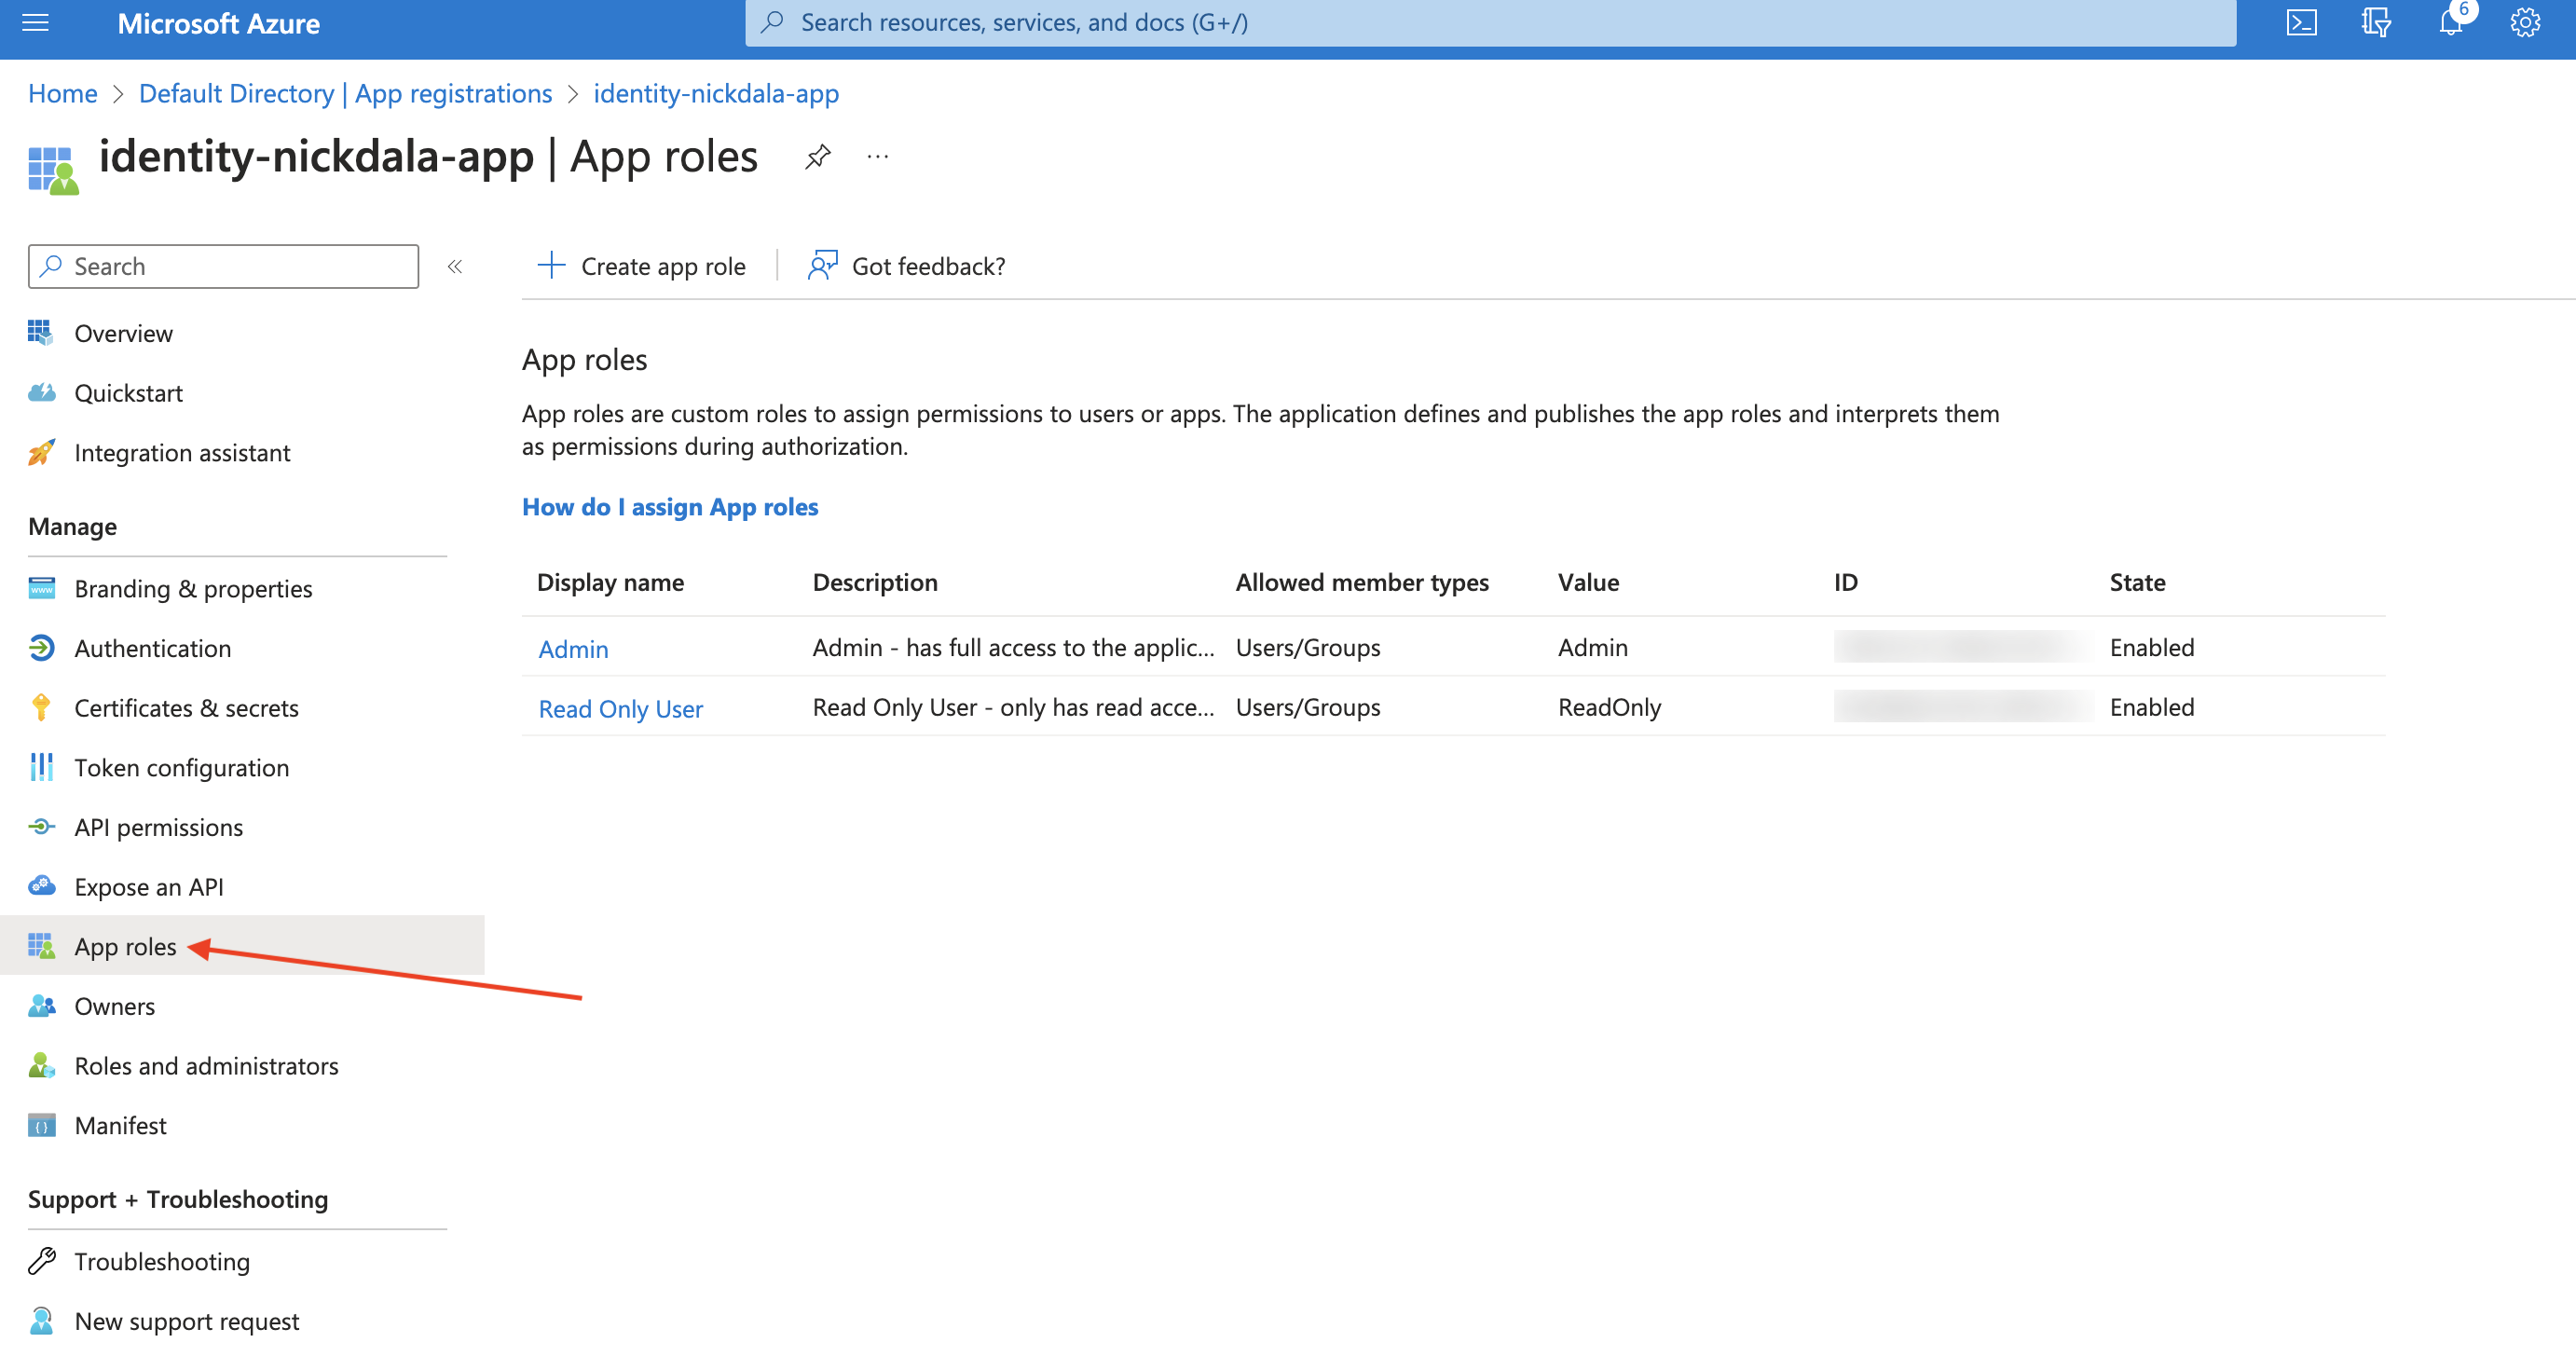 Microsoft Azure
Search resources, services, and docs (G+/)
6
Home > Default Directory | App registrations > identity-nickdala-app
identity-nickdala-app | App roles
...
Search
«
Create app role
Got feedback?
Overview
Quickstart
Integration assistant
Manage
Branding & properties
Authentication
Certificates & secrets
Token configuration
API permissions
Expose an API
App roles
Owners
Roles and administrators
Manifest
Support + Troubleshooting
Troubleshooting
New support request
App roles
App roles are custom roles to assign permissions to users or apps. The application defines and publishes the app roles and interprets them
as permissions during authorization.
How do I assign App roles
Display name Description Allowed member types Value ID State
Admin Admin - has full access to the applic... Users/Groups Admin Enabled
Read Only User Read Only User - only has read acce... Users/Groups ReadOnly Enabled